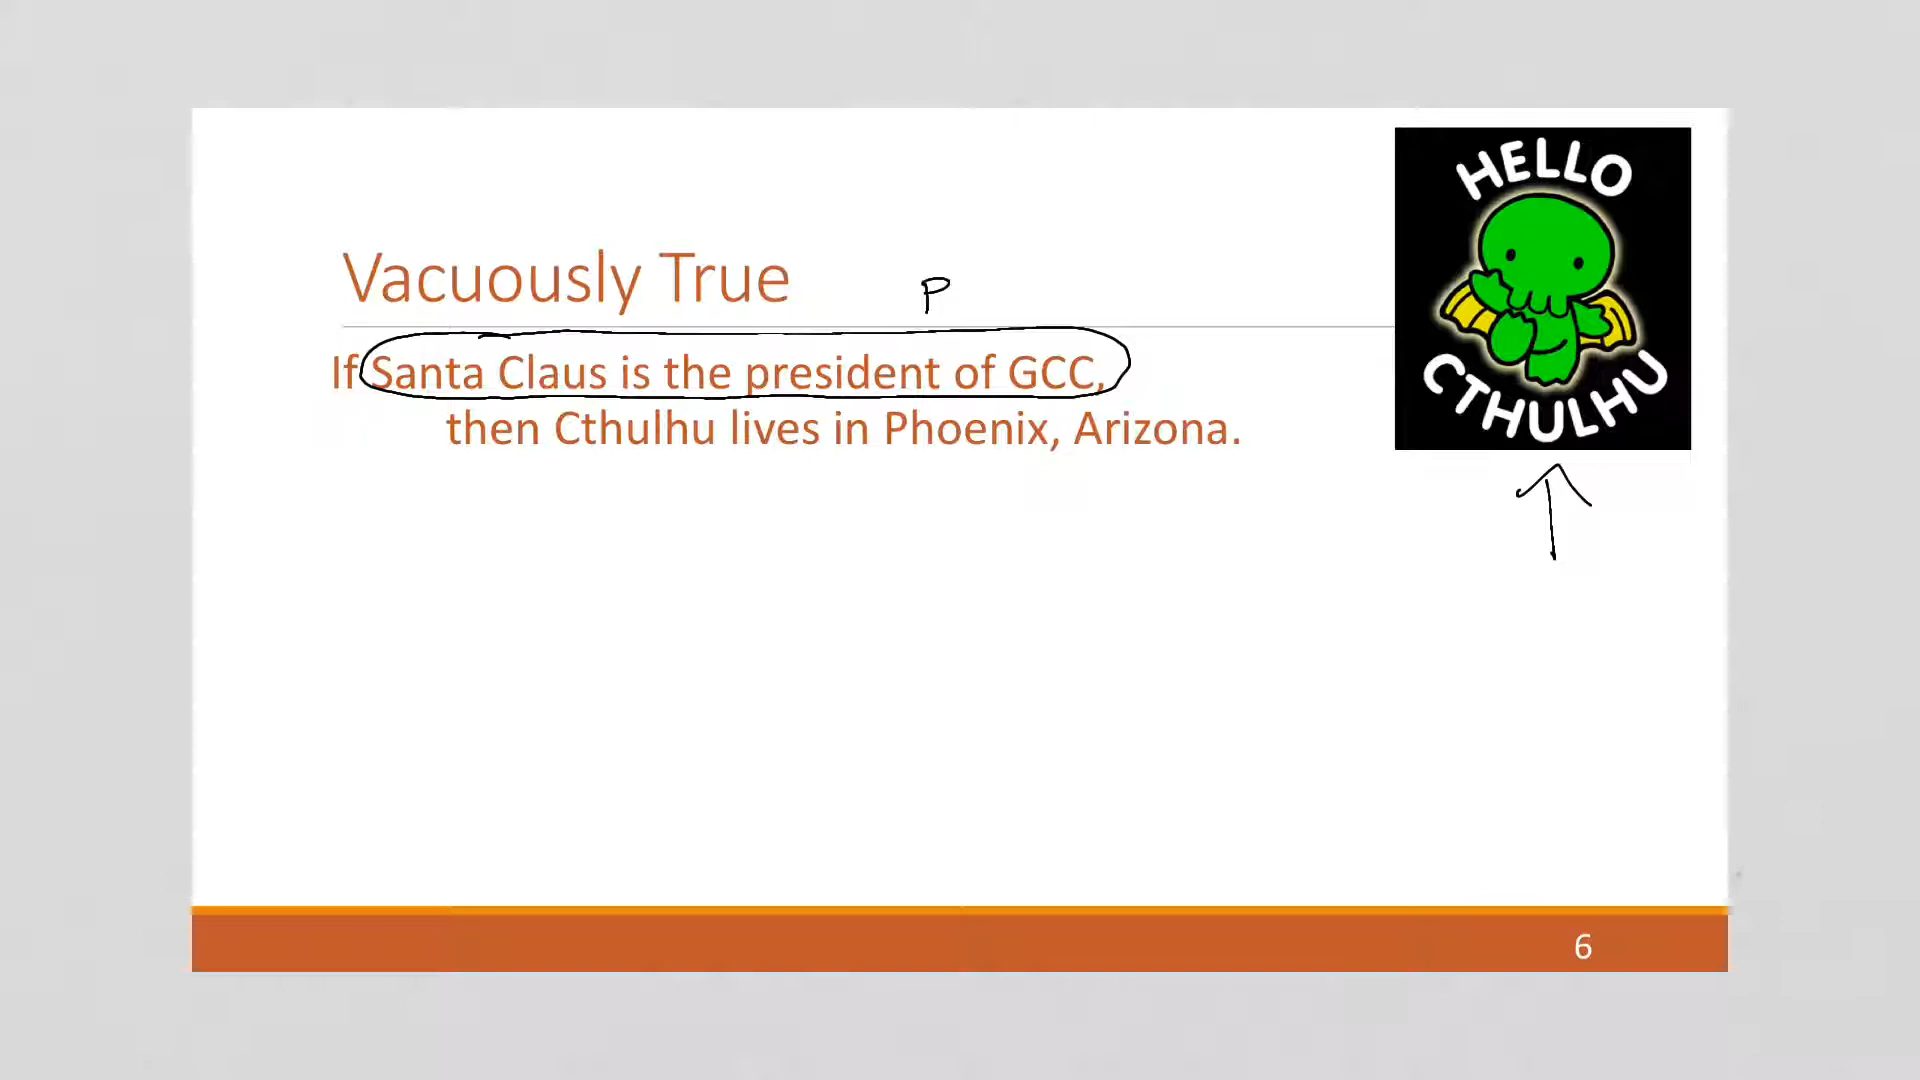 HELLO
CTHULHU
Vacuously True
P
If Santa Claus is the president of GCC,
then Cthulhu lives in Phoenix, Arizona.
6